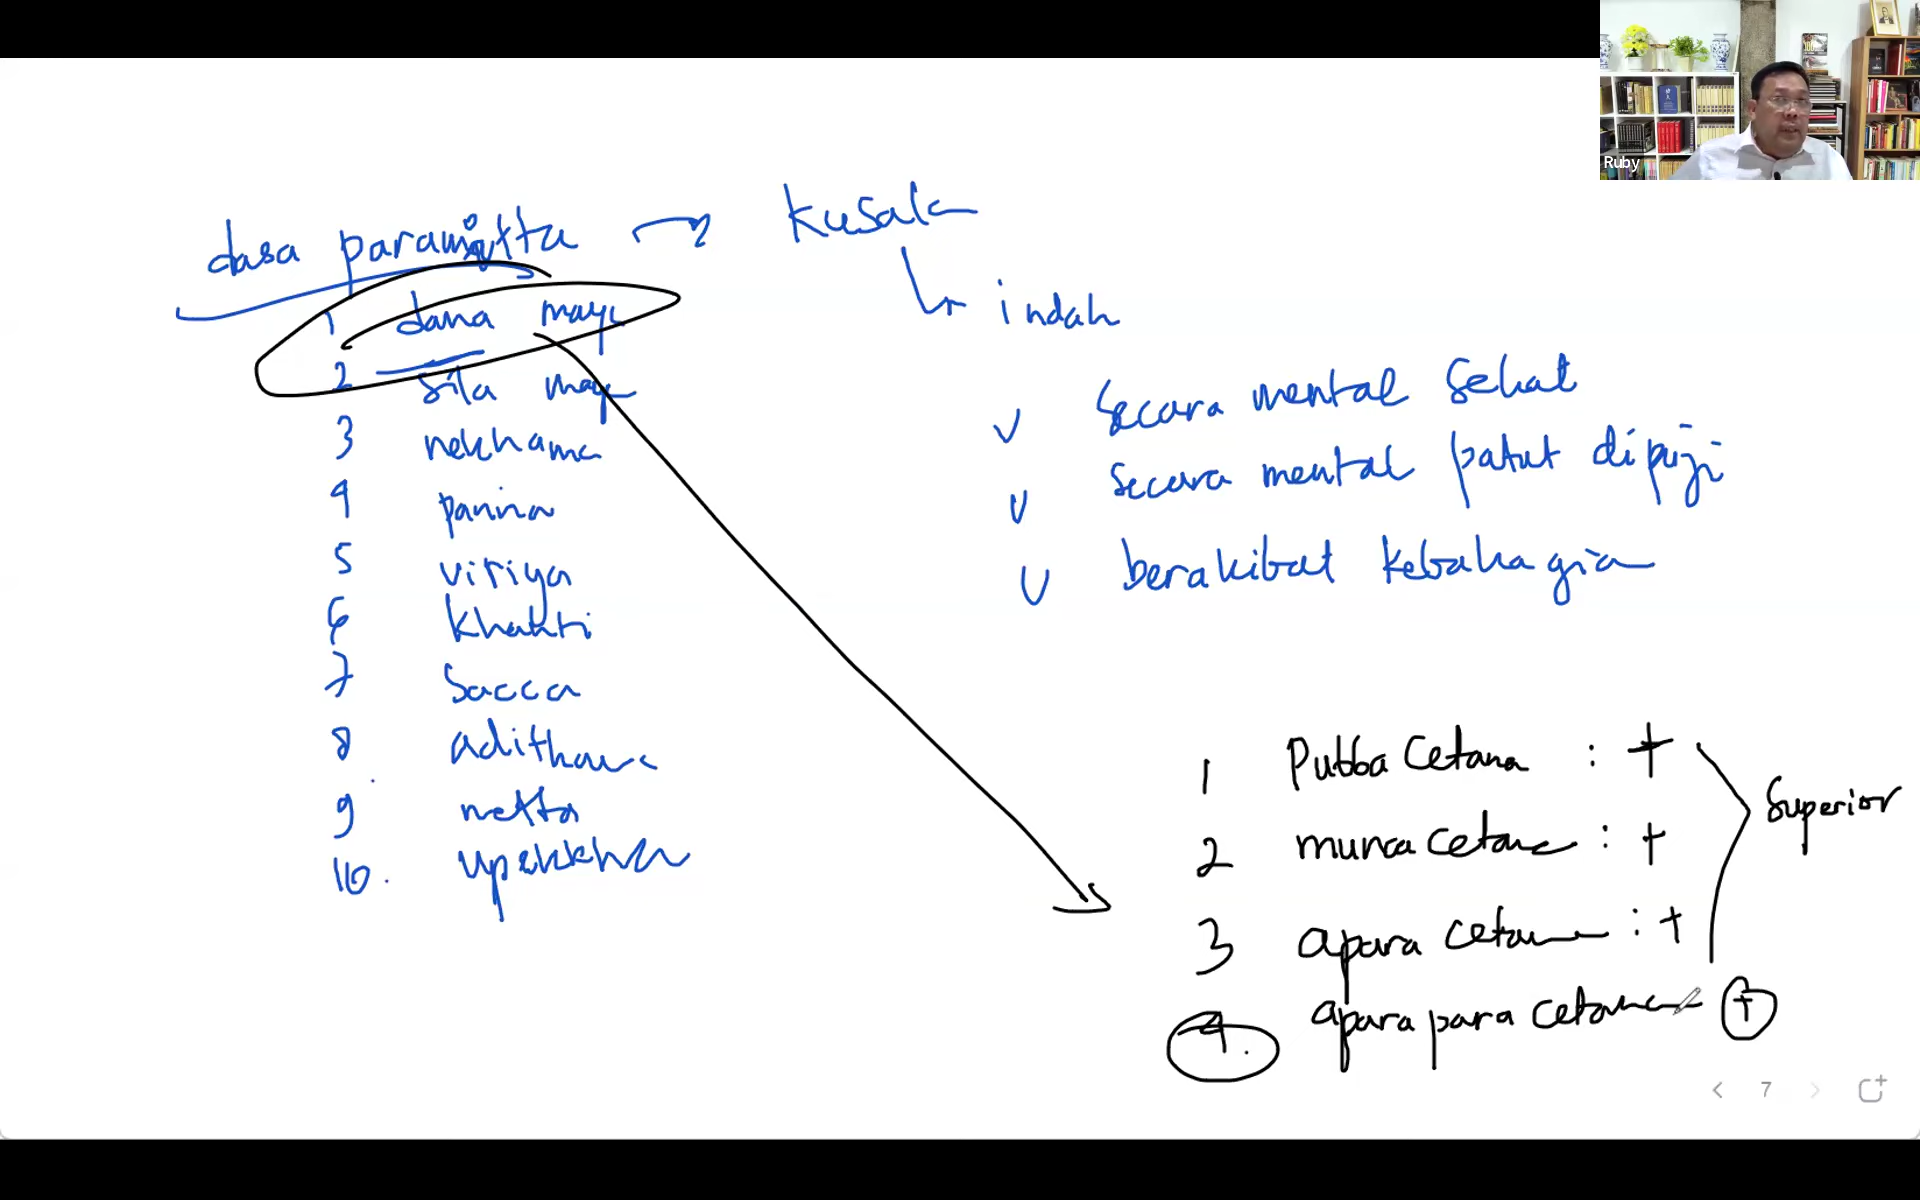 Ruby
dasa paramitta
Kusala
indah
1 dana maya
2 sila maya
3 nekhama
4 panna
5 viriya
6 khanti
7 sacca
8 adithana
9 metta
10. upekkha
v secara mental sehat
v secara mental patut dipuji
v berakibat kebahagia
1 Pubba Cetana : +
2 munca cetana : +
3 apara cetana : +
Superior
4. apara para cetana +
7